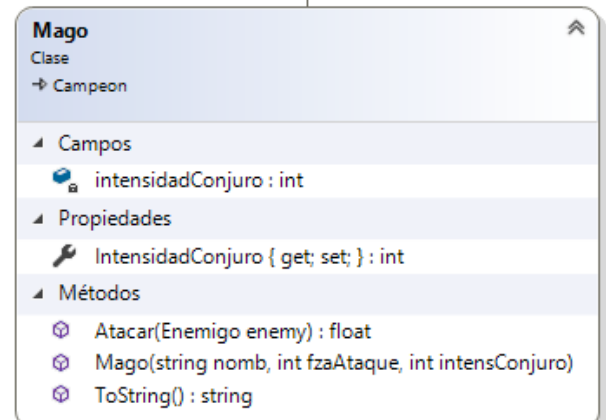 Mago
Clase
Campeon
Campos
intensidadConjuro : int
Propiedades
IntensidadConjuro { get; set; } : int
Métodos
Atacar(Enemigo enemy) : float
Mago(string nomb, int fzaAtaque, int intensConjuro)
ToString() : string